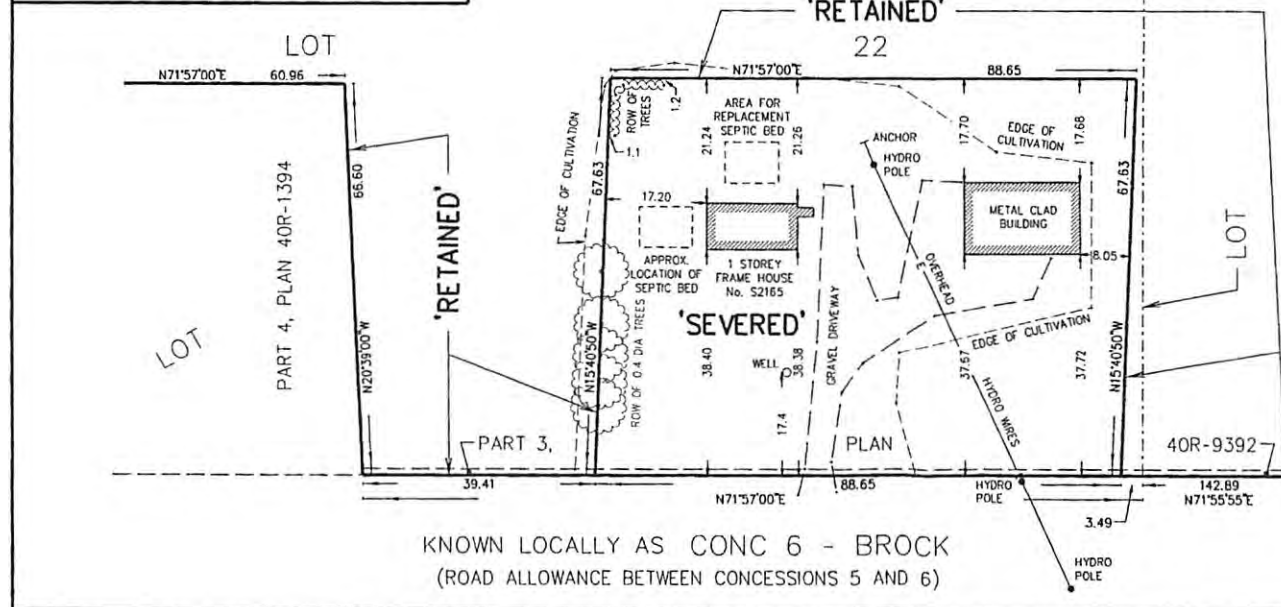 'RETAINED'
LOT
22
N71°57'00"E
60.96
N71°57'00"E
88.65
ROW OF
TREES
1.2
1.1
AREA FOR
REPLACEMENT
SEPTIC BED
21.24
21.26
ANCHOR
HYDRO
POLE
17.70
EDGE OF
CULTIVATION
17.68
EDGE OF CULTIVATION
67.63
67.63
66.60
PART 4, PLAN 40R-1394
'RETAINED'
17.20
METAL CLAD
BUILDING
LOT
APPROX.
LOCATION OF
SEPTIC BED
1 STOREY
FRAME HOUSE
No. S2165
OVERHEAD
E
8.05
LOT
N20°39'00"W
N15°40'50"W
ROW OF 0.4 DIA TREES
'SEVERED'
GRAVEL DRIVEWAY
EDGE OF CULTIVATION
38.40
WELL
38.38
37.67
37.72
N15°40'50"W
HYDRO WIRES
17.4
PART 3,
PLAN
40R-9392
39.41
N71°57'00"E
88.65
HYDRO
POLE
142.89
N71°55'55"E
3.49
KNOWN LOCALLY AS CONC 6 - BROCK
(ROAD ALLOWANCE BETWEEN CONCESSIONS 5 AND 6)
HYDRO
POLE